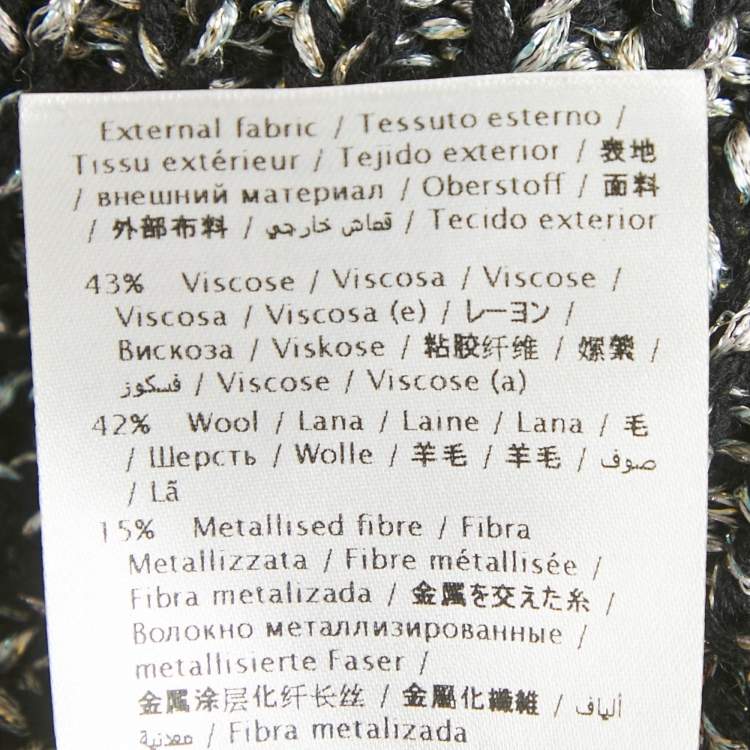 External fabric / Tessuto esterno /
Tissu extérieur / Tejido exterior / 表地
/ внешний материал / Oberstoff / 面料
/ 外部布料 / قماش خارجي / Tecido exterior
43% Viscose / Viscosa / Viscose /
Viscosa / Viscosa (e) / レーヨン /
Вискоза / Viskose / 粘胶纤维 / 嫘縈 /
فسكوز / Viscose / Viscose (a)
42% Wool / Lana / Laine / Lana / 毛
/ Шерсть / Wolle / 羊毛 / 羊毛 / صوف
/ Lã
15% Metallised fibre / Fibra
Metallizzata / Fibre métallisée /
Fibra metalizada / 金属を交えた糸 /
Волокно металлизированные /
metallisierte Faser /
金属涂层化纤长丝 / 金屬化纖維 / ألياف
معدنية / Fibra metalizada